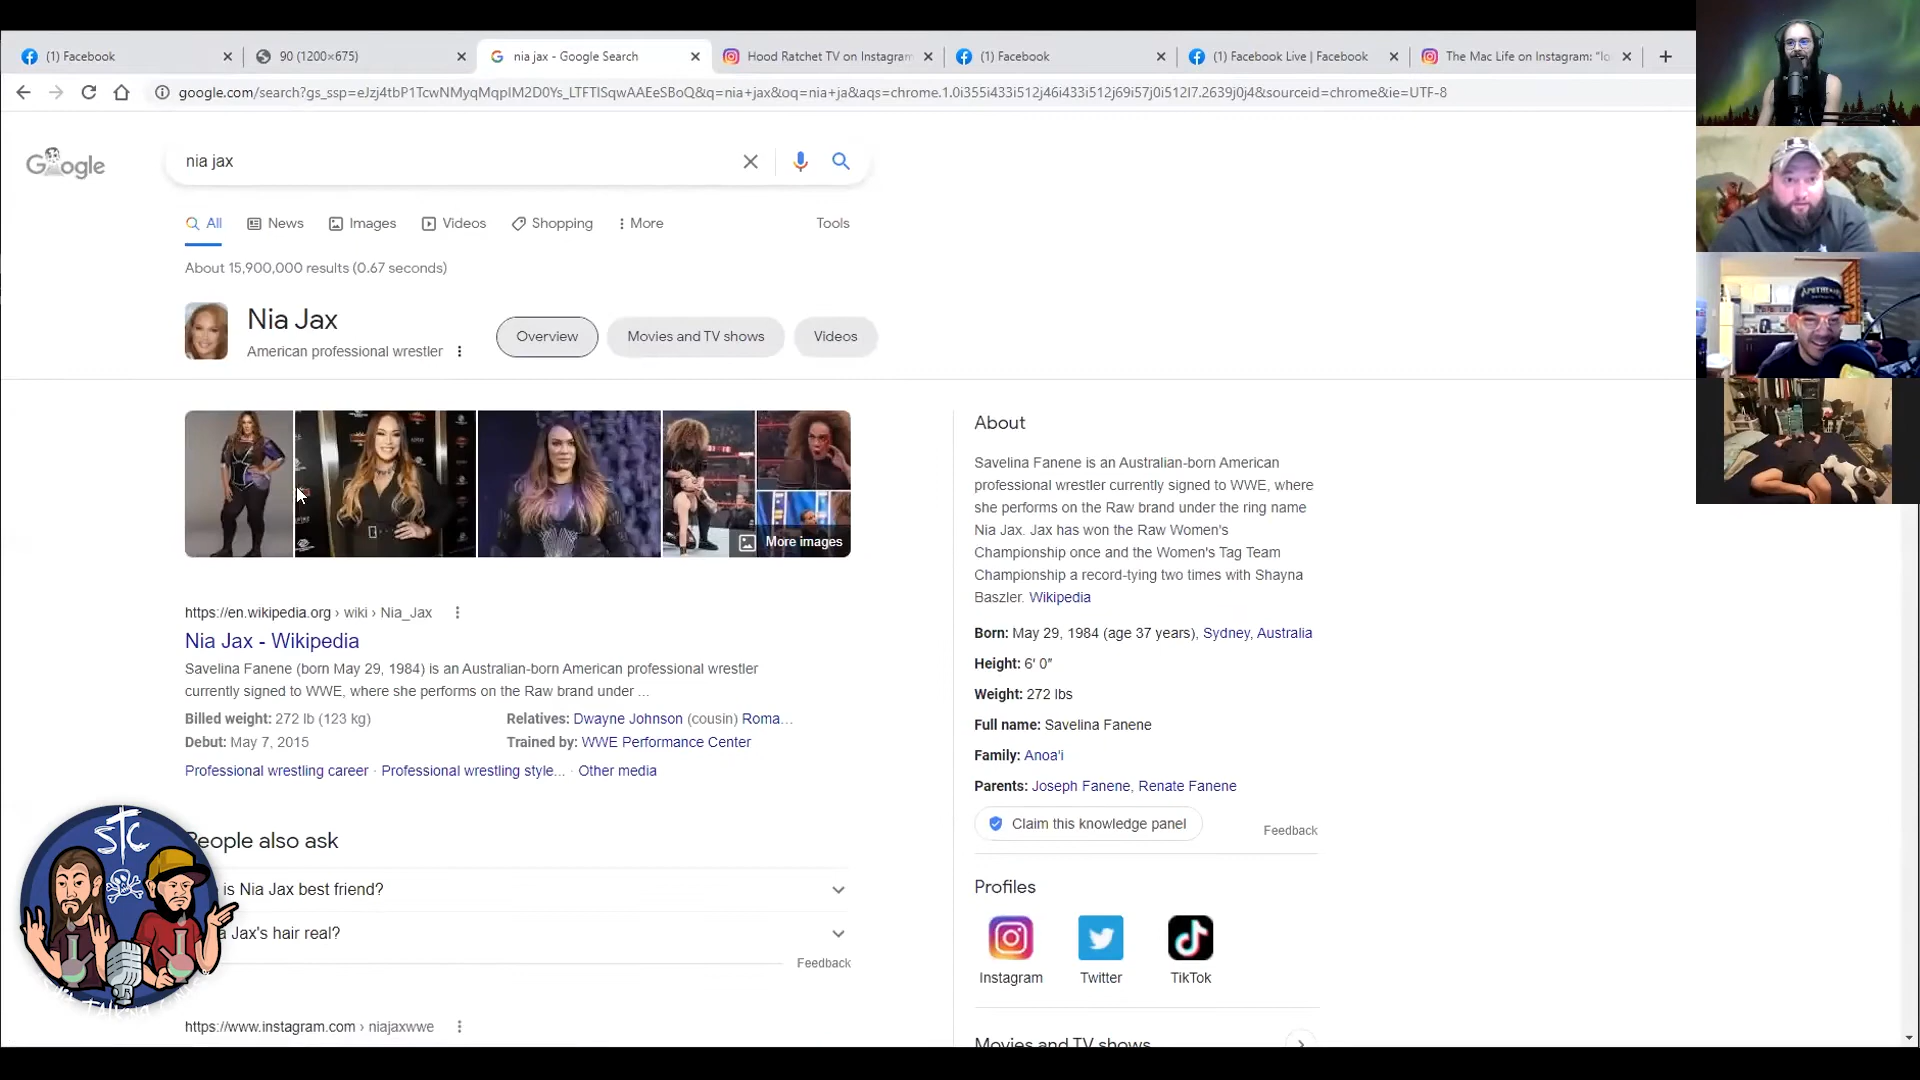 (1) Facebook
90 (1200×675)
nia jax - Google Search
Hood Ratchet TV on Instagram
(1) Facebook
(1) Facebook Live | Facebook
The Mac Life on Instagram: "Io
google.com/search?gs_ssp=eJzj4tbP1TcwNMyqMqpIM2D0Ys_LTFTISqwAAEeSBoQ&q=nia+jax&oq=nia+ja&aqs=chrome.1.0i355i433i512j46i433i512j69i57j0i512l7.2639j0j4&sourceid=chrome&ie=UTF-8
Google
nia jax
All
News
Images
Videos
Shopping
More
Tools
About 15,900,000 results (0.67 seconds)
Nia Jax
American professional wrestler
Overview
Movies and TV shows
Videos
More images
https://en.wikipedia.org › wiki › Nia_Jax
Nia Jax - Wikipedia
Savelina Fanene (born May 29, 1984) is an Australian-born American professional wrestler
currently signed to WWE, where she performs on the Raw brand under ...
Billed weight: 272 lb (123 kg)
Relatives: Dwayne Johnson (cousin) Roma...
Debut: May 7, 2015
Trained by: WWE Performance Center
Professional wrestling career · Professional wrestling style... · Other media
People also ask
is Nia Jax best friend?
Jax's hair real?
Feedback
https://www.instagram.com › niajaxwwe
About
Savelina Fanene is an Australian-born American
professional wrestler currently signed to WWE, where
she performs on the Raw brand under the ring name
Nia Jax. Jax has won the Raw Women's
Championship once and the Women's Tag Team
Championship a record-tying two times with Shayna
Baszler. Wikipedia
Born: May 29, 1984 (age 37 years), Sydney, Australia
Height: 6′ 0″
Weight: 272 lbs
Full name: Savelina Fanene
Family: Anoa'i
Parents: Joseph Fanene, Renate Fanene
Claim this knowledge panel
Feedback
Profiles
Instagram
Twitter
TikTok
Movies and TV shows
STC